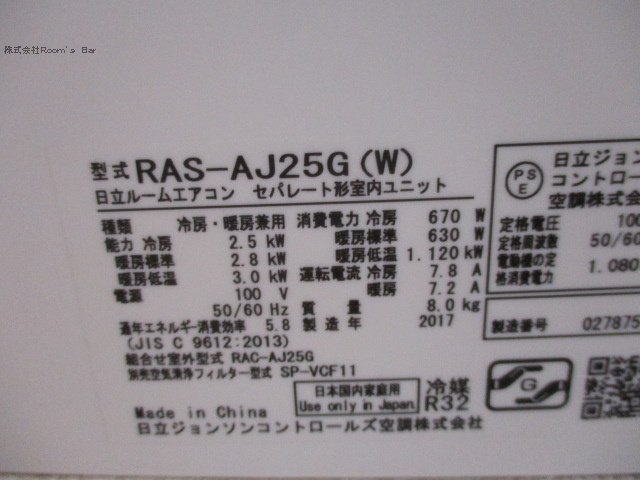 株式会社Room's Bar
型式 RAS-AJ25G(W)
日立ルームエアコン セパレート形室内ユニット
種類 冷房・暖房兼用 消費電力 冷房 670 W
能力 冷房 2.5 kW 暖房標準 630 W
暖房標準 2.8 kW 暖房低温 1.120 kW
暖房低温 3.0 kW 運転電流 冷房 7.8 A
電源 100 V 暖房 7.2 A
50/60 Hz 質量 8.0 kg
通年エネルギー消費効率 5.8 製造年 2017
(JIS C 9612:2013)
組合せ室外型式 RAC-AJ25G
別売空気清浄フィルター型式 SP-VCF11
日本国内家庭用
Use only in Japan.
冷媒
R32
Made in China
日立ジョンソンコントロールズ空調株式会社
PSE
日立ジョン
コントロール
空調株式会
定格電圧 100
定格周波数 50/60
電動機の定
格消費電力 1.080
製造番号 027875
G